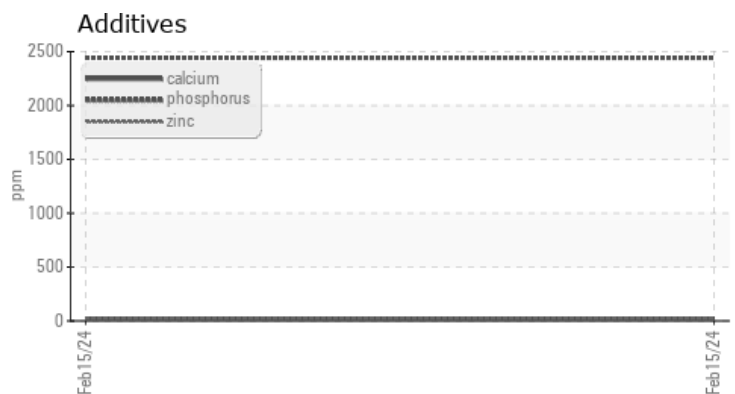 Additives
2500
2000
1500
1000
500
0
ppm
calcium
phosphorus
zinc
Feb15/24
Feb15/24